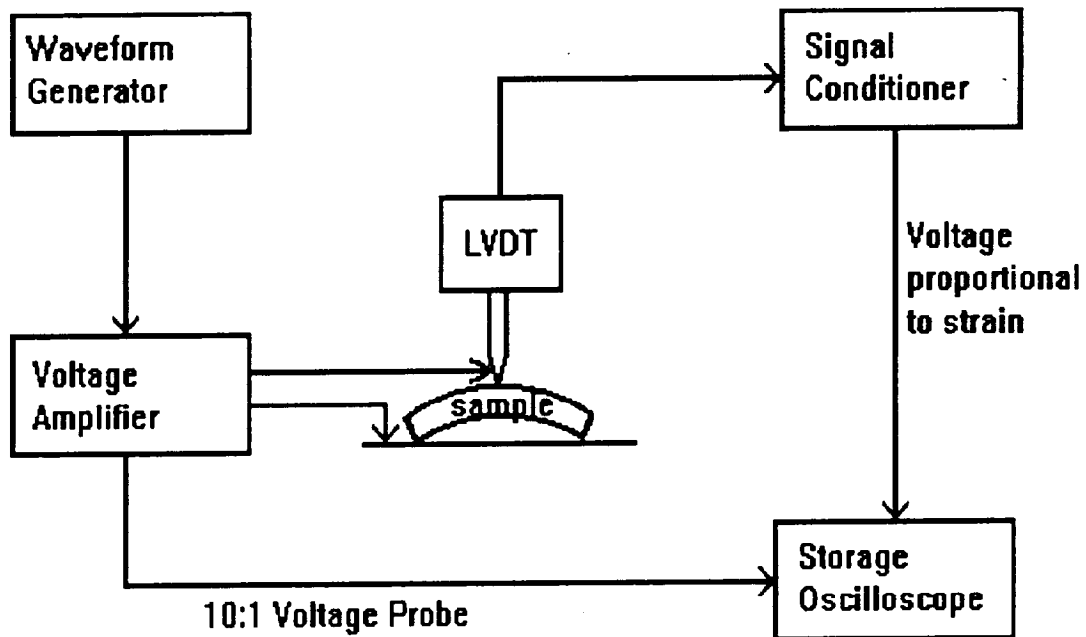 Waveform
Generator
Signal
Conditioner
LVDT
Voltage
proportional
to strain
Voltage
Amplifier
sample
Storage
Oscilloscope
10:1 Voltage Probe